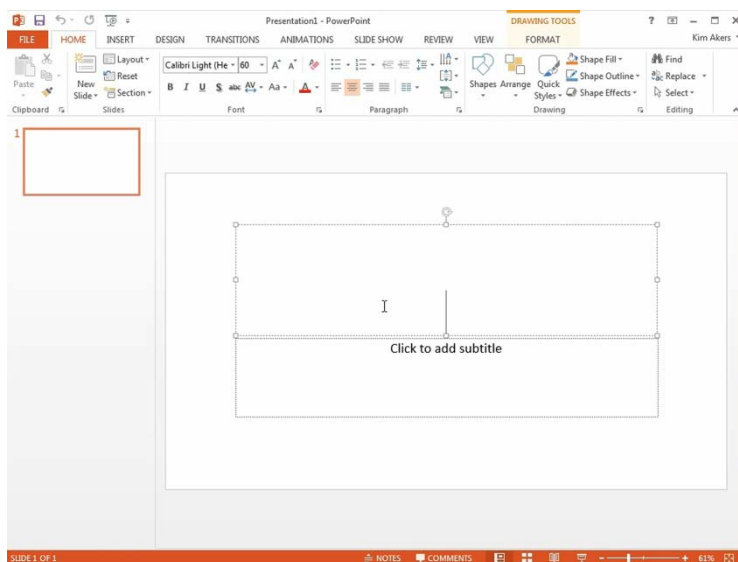 Presentation1 - PowerPoint
DRAWING TOOLS
?
FILE HOME INSERT DESIGN TRANSITIONS ANIMATIONS SLIDE SHOW REVIEW VIEW FORMAT
Kim Akers
Paste
New Slide
Layout
Reset
Section
Calibri Light (He 60
B I U S abc AV Aa A
Shapes Arrange Quick Styles
Shape Fill
Shape Outline
Shape Effects
Find
Replace
Select
Clipboard Slides Font Paragraph Drawing Editing
1
Click to add subtitle
SLIDE 1 OF 1
NOTES COMMENTS
61%